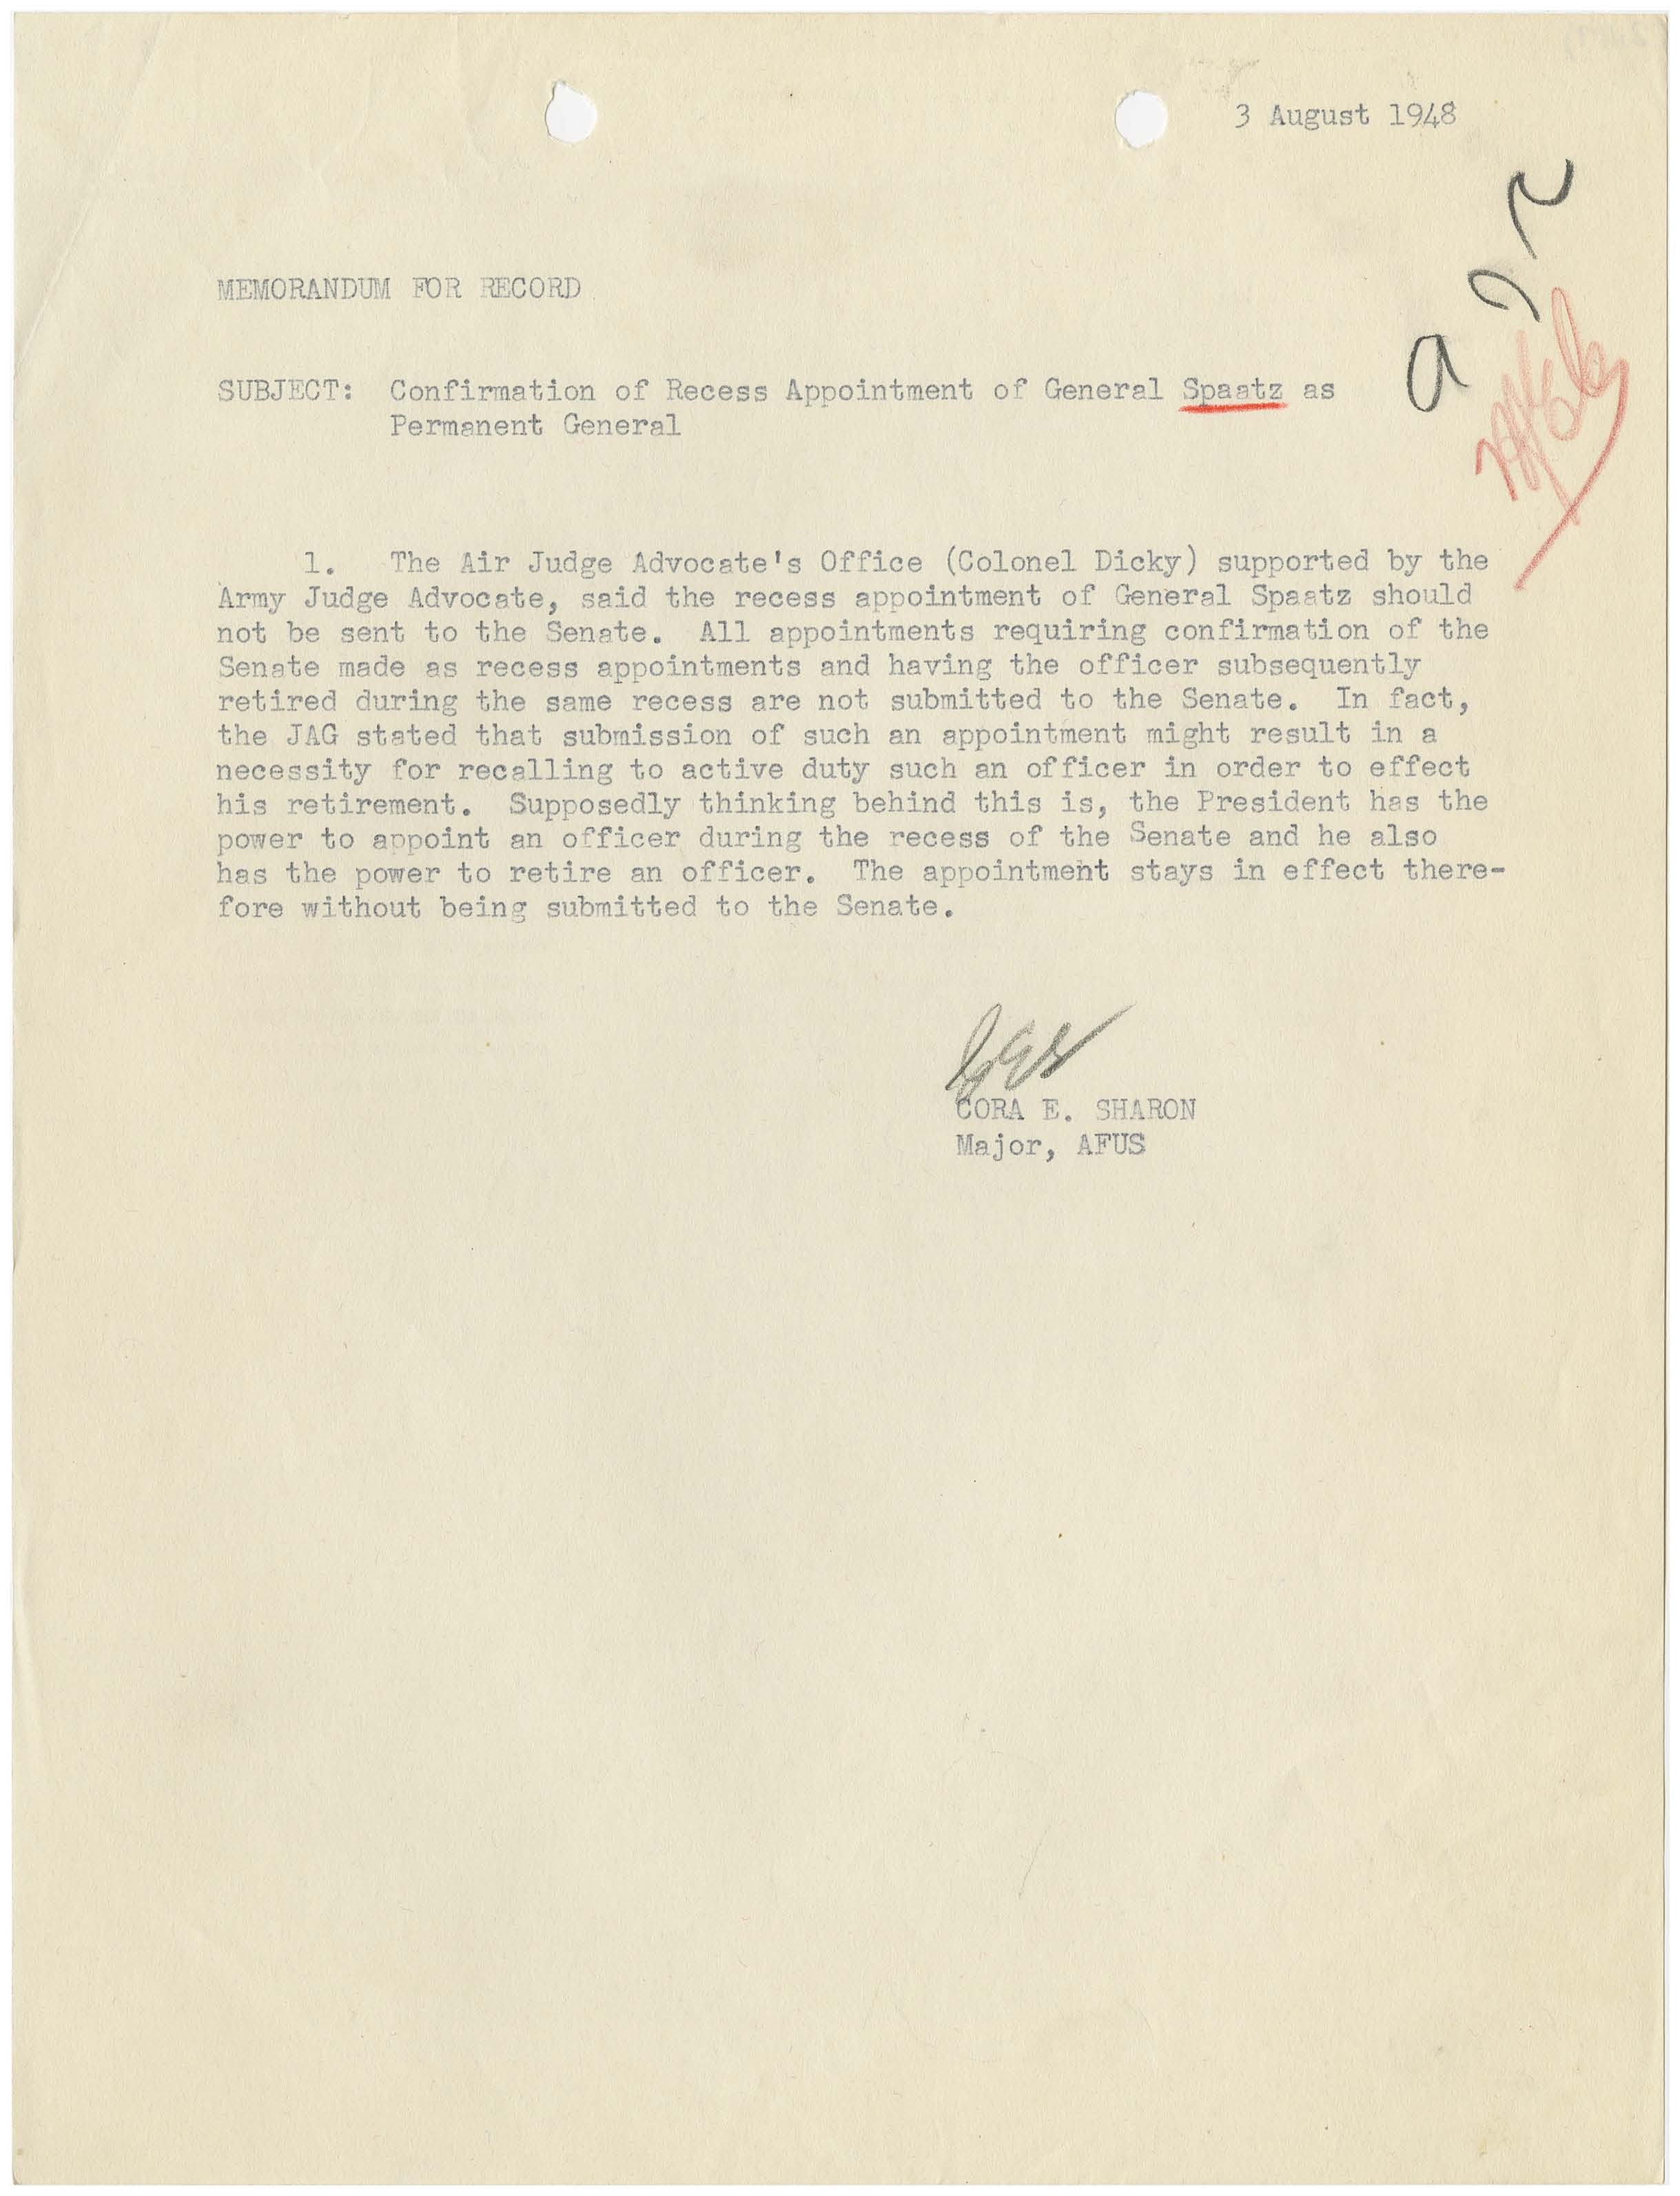 3 August 1948
MEMORANDUM FOR RECORD
SUBJECT: Confirmation of Recess Appointment of General Spaatz as
Permanent General
1. The Air Judge Advocate's Office (Colonel Dicky) supported by the
Army Judge Advocate, said the recess appointment of General Spaatz should
not be sent to the Senate. All appointments requiring confirmation of the
Senate made as recess appointments and having the officer subsequently
retired during the same recess are not submitted to the Senate. In fact,
the JAG stated that submission of such an appointment might result in a
necessity for recalling to active duty such an officer in order to effect
his retirement. Supposedly thinking behind this is, the President has the
power to appoint an officer during the recess of the Senate and he also
has the power to retire an officer. The appointment stays in effect there-
fore without being submitted to the Senate.
CORA E. SHARON
Major, AFUS